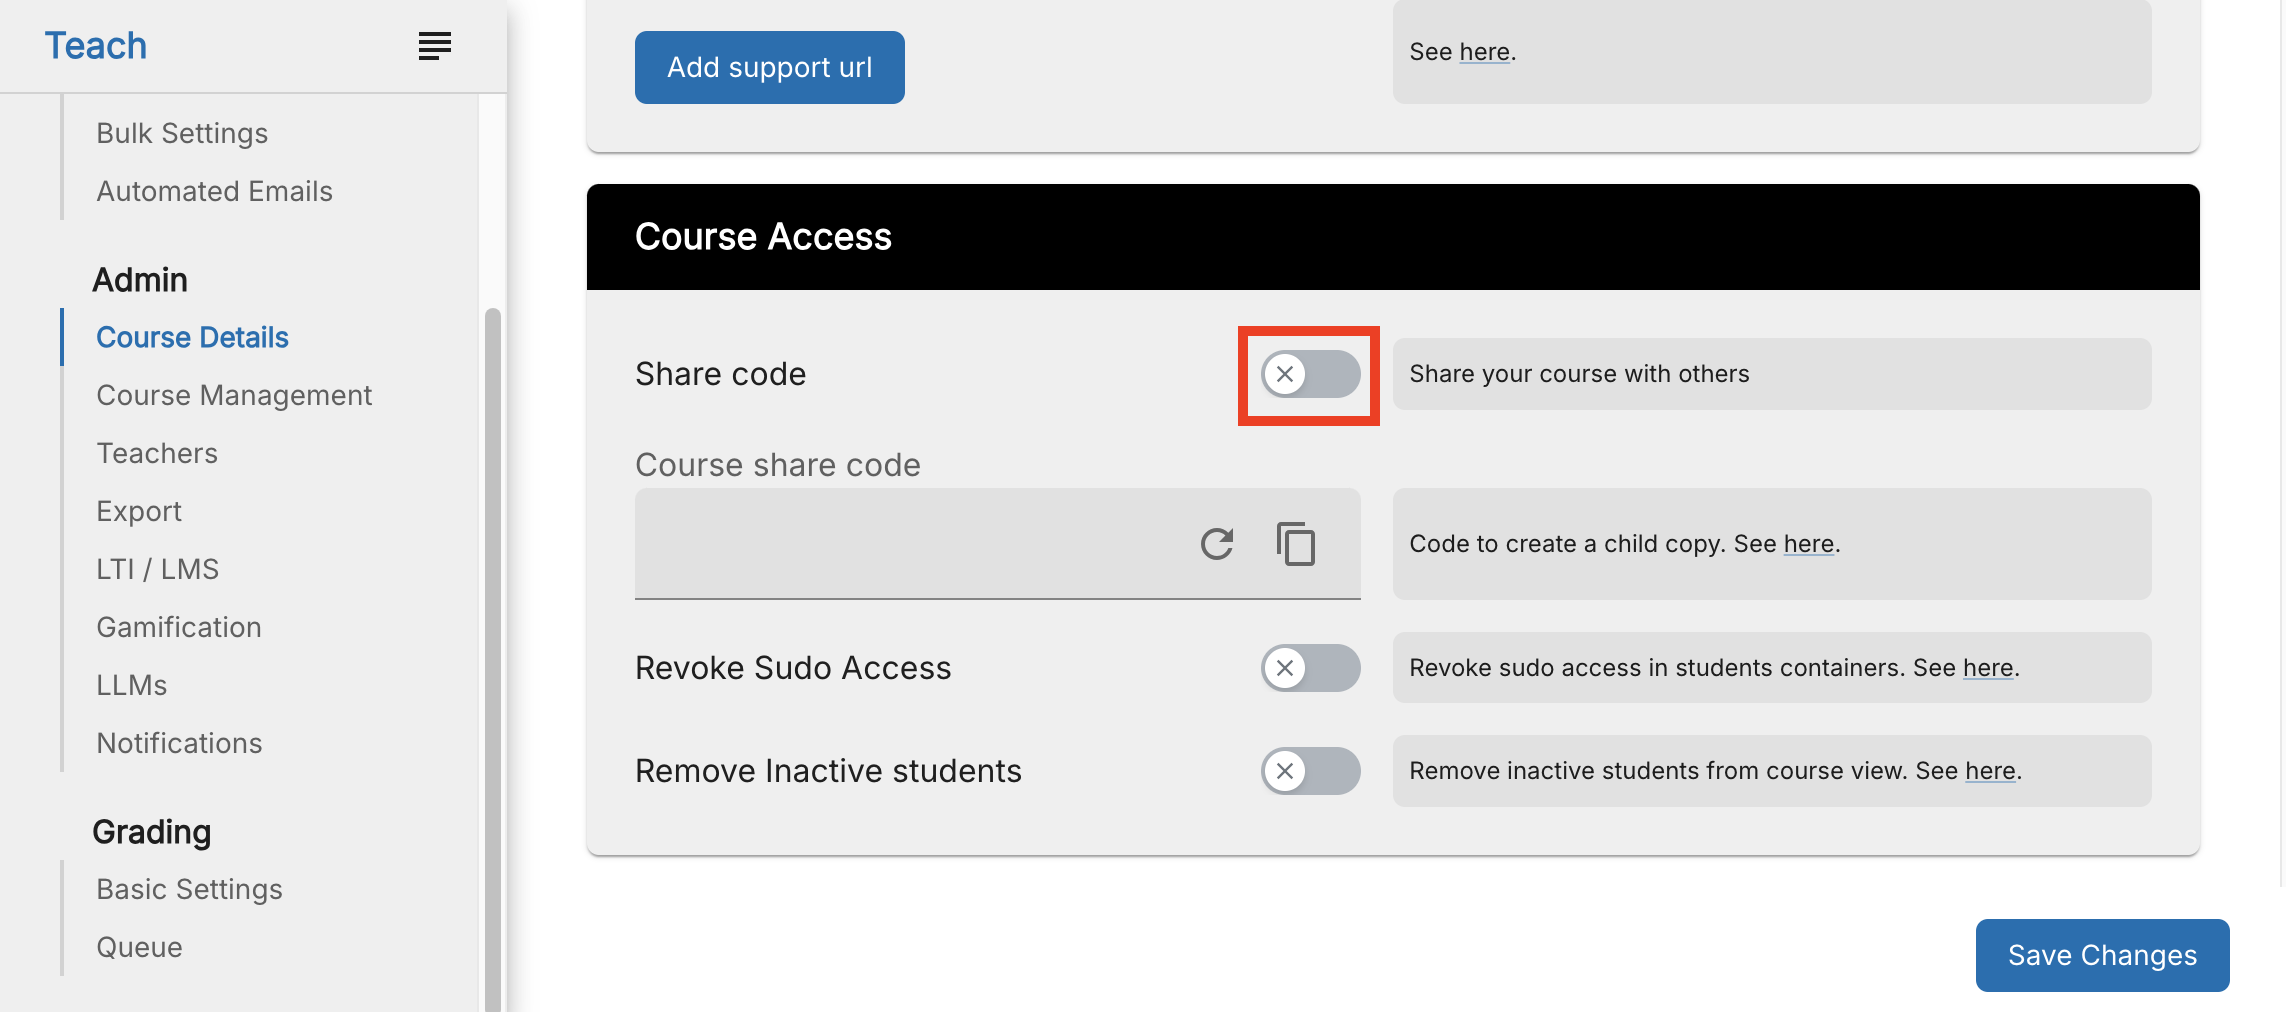 Teach
Bulk Settings
Automated Emails
Admin
Course Details
Course Management
Teachers
Export
LTI / LMS
Gamification
LLMs
Notifications
Grading
Basic Settings
Queue
Add support url
See here.
Course Access
Share code
Share your course with others
Course share code
Code to create a child copy. See here.
Revoke Sudo Access
Revoke sudo access in students containers. See here.
Remove Inactive students
Remove inactive students from course view. See here.
Save Changes